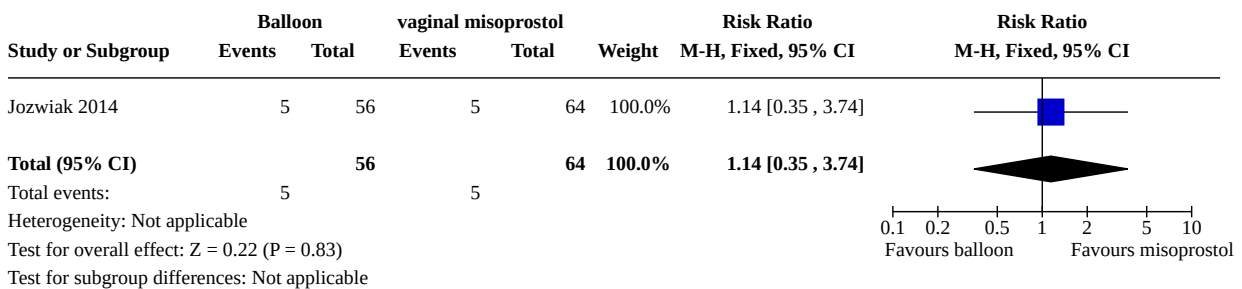 Balloon vaginal misoprostol Risk Ratio Risk Ratio
Study or Subgroup Events Total Events Total Weight M-H, Fixed, 95% CI M-H, Fixed, 95% CI
Jozwiak 2014 5 56 5 64 100.0% 1.14 [0.35 , 3.74]
Total (95% CI) 56 64 100.0% 1.14 [0.35 , 3.74]
Total events: 5 5
Heterogeneity: Not applicable
0.1 0.2 0.5 1 2 5 10
Test for overall effect: Z = 0.22 (P = 0.83) Favours balloon Favours misoprostol
Test for subgroup differences: Not applicable